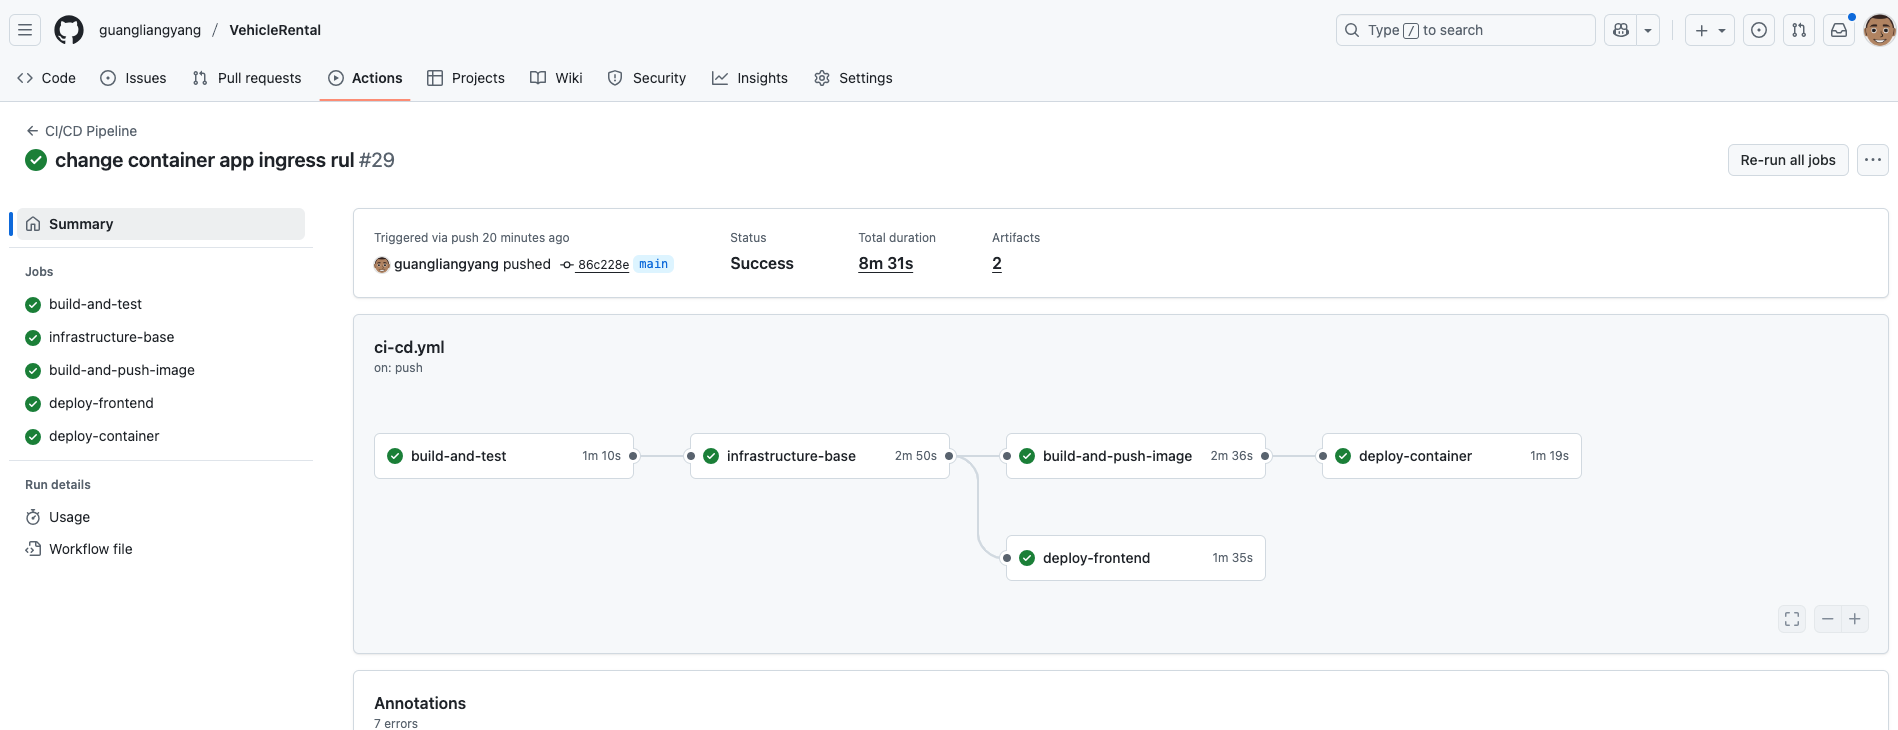 guangliangyang / VehicleRental
Type / to search
Code
Issues
Pull requests
Actions
Projects
Wiki
Security
Insights
Settings
CI/CD Pipeline
change container app ingress rul #29
Re-run all jobs
Summary
Jobs
build-and-test
infrastructure-base
build-and-push-image
deploy-frontend
deploy-container
Run details
Usage
Workflow file
Triggered via push 20 minutes ago
guangliangyang pushed 86c228e main
Status
Success
Total duration
8m 31s
Artifacts
2
ci-cd.yml
on: push
build-and-test 1m 10s
infrastructure-base 2m 50s
build-and-push-image 2m 36s
deploy-container 1m 19s
deploy-frontend 1m 35s
Annotations
7 errors